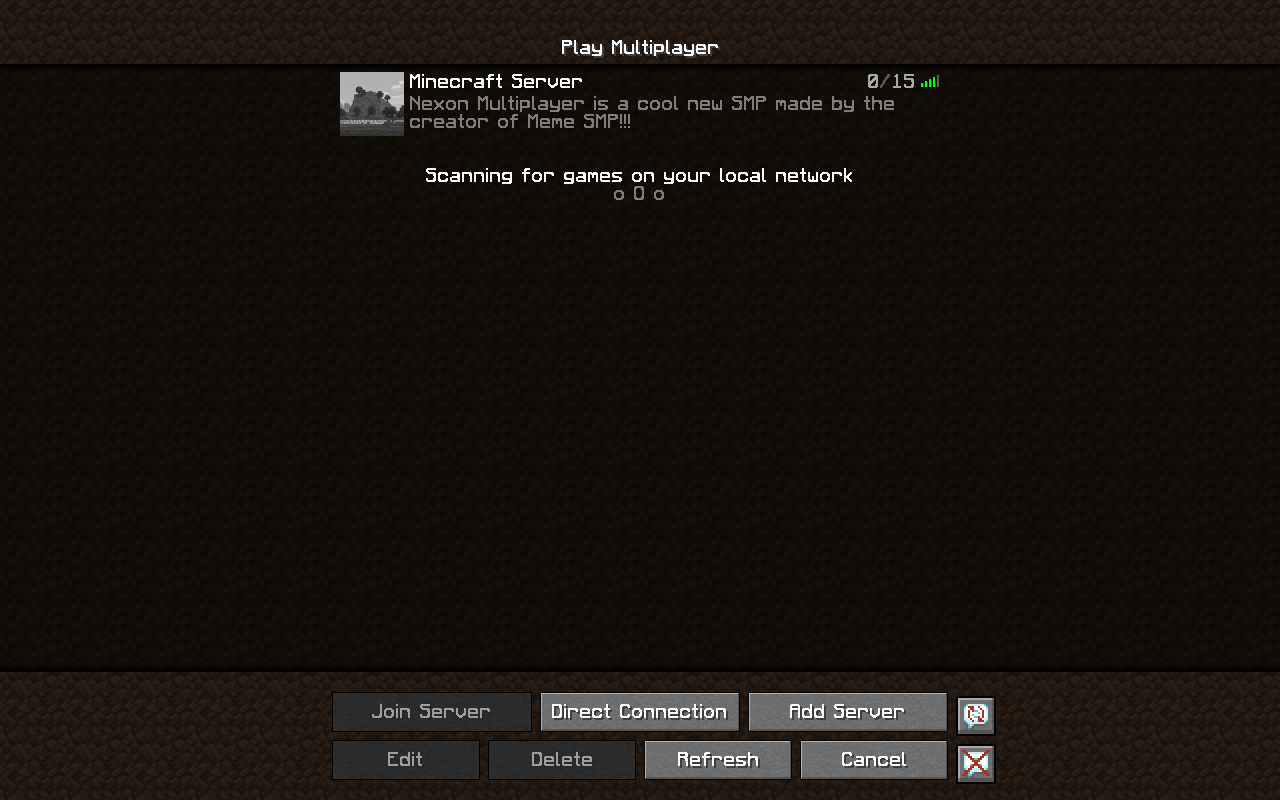 Play Multiplayer
Minecraft Server 0/15
Nexon Multiplayer is a cool new SMP made by the
creator of Meme SMP!!!
Scanning for games on your local network
o O o
Join Server Direct Connection Add Server
Edit Delete Refresh Cancel